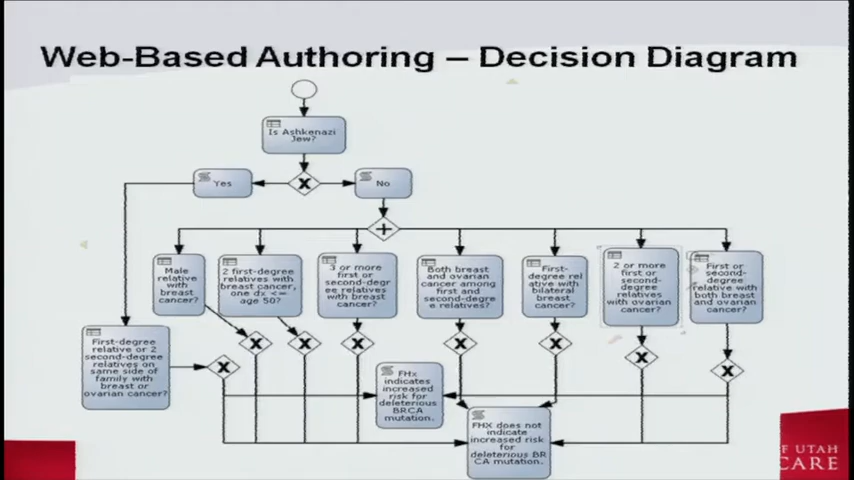 Web-Based Authoring – Decision Diagram
Is Ashkenazi
Jew?
Yes
No
Male
relative
with
breast
cancer?
2 first-degree
relatives with
breast cancer,
one dx <=
age 50?
3 or more
first or
second-degr
ee relatives
with breast
cancer?
Both breast
and ovarian
cancer among
first and
second-degre
e relatives?
First-
degree rel
ative with
bilateral
breast
cancer?
2 or more
first or
second-
degree
relatives
with ovarian
cancer?
First or
second-
degree
relative with
both breast
and ovarian
cancer?
First-degree
relative or 2
second-degree
relatives on
same side of
family with
breast or
ovarian cancer?
FHx
indicates
increased
risk for
deleterious
BRCA
mutation.
FHX does not
indicate
increased risk
for
deleterious BR
CA mutation.
F UTAH
CARE